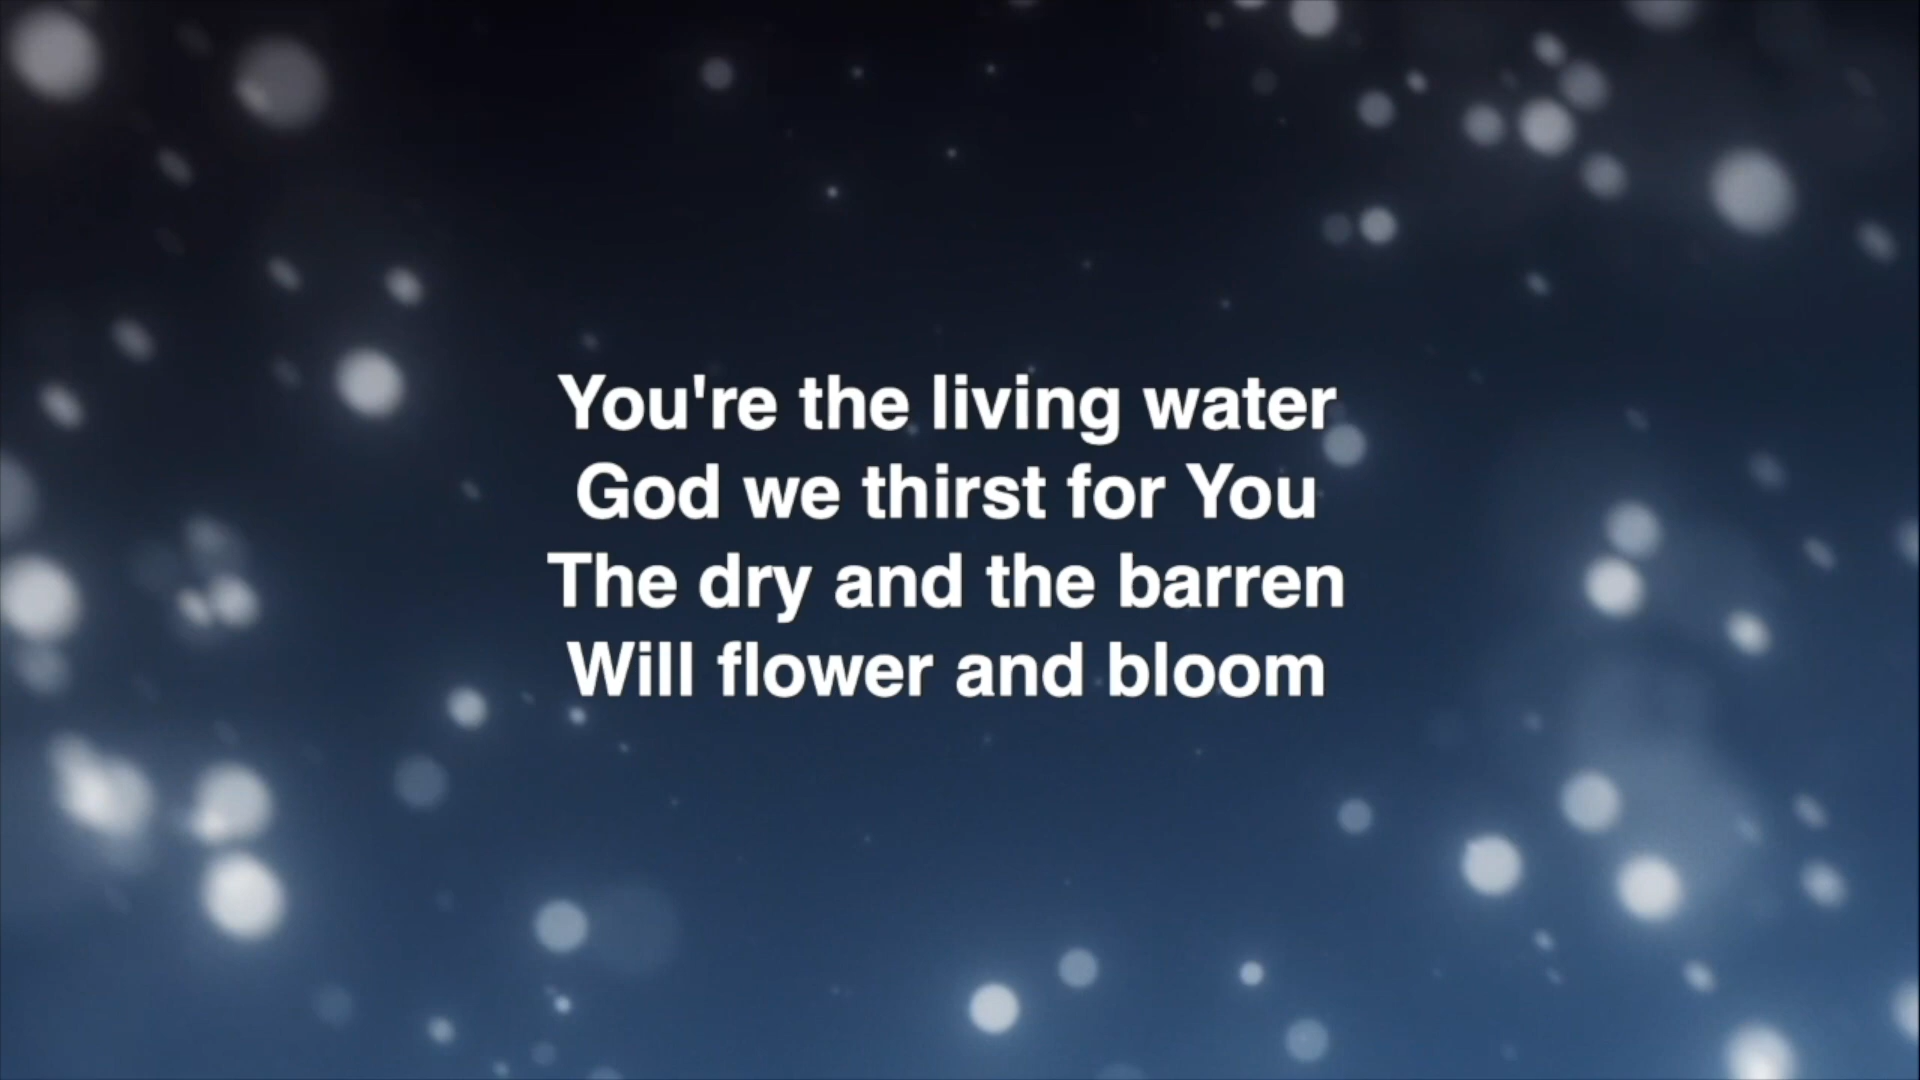 You're the living water
God we thirst for You
The dry and the barren
Will flower and bloom